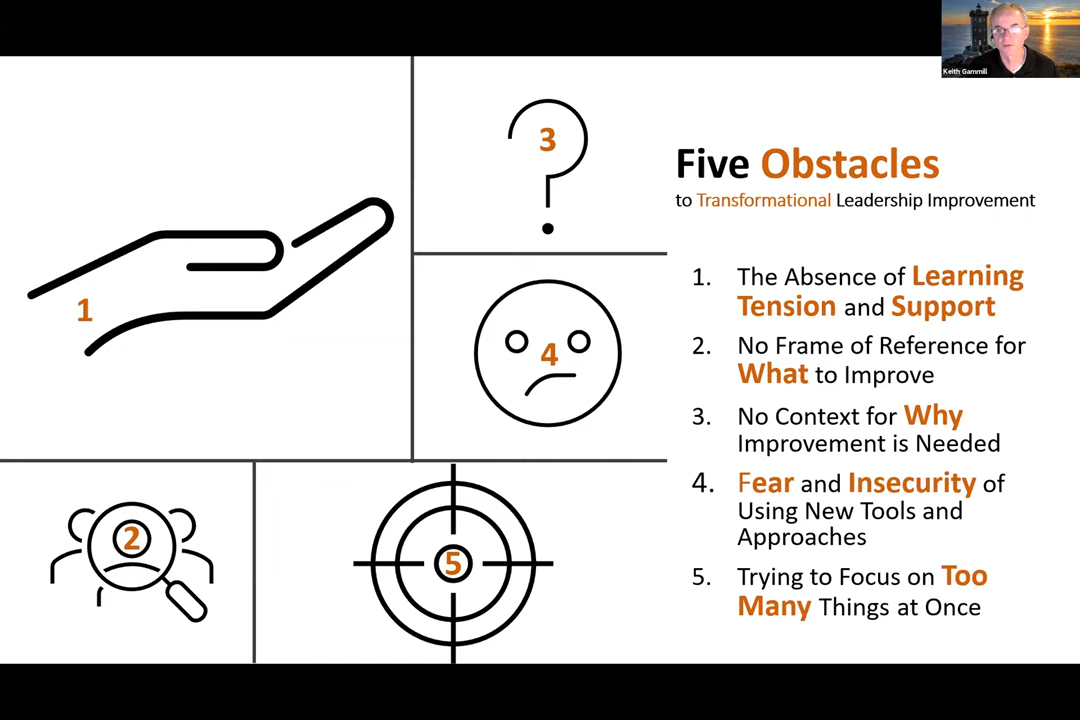 Keith Gammill
3
Five Obstacles
to Transformational Leadership Improvement
1
4
1. The Absence of Learning
Tension and Support
2. No Frame of Reference for
What to Improve
3. No Context for Why
Improvement is Needed
4. Fear and Insecurity of
Using New Tools and
Approaches
5. Trying to Focus on Too
Many Things at Once
2
5